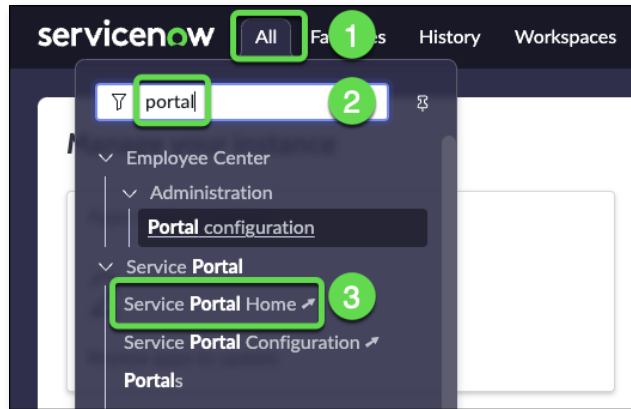 servicenow All Fa 1 es History Workspaces
portal 2
Employee Center
Administration
Portal configuration
Service Portal
Service Portal Home 3
Service Portal Configuration
Portals